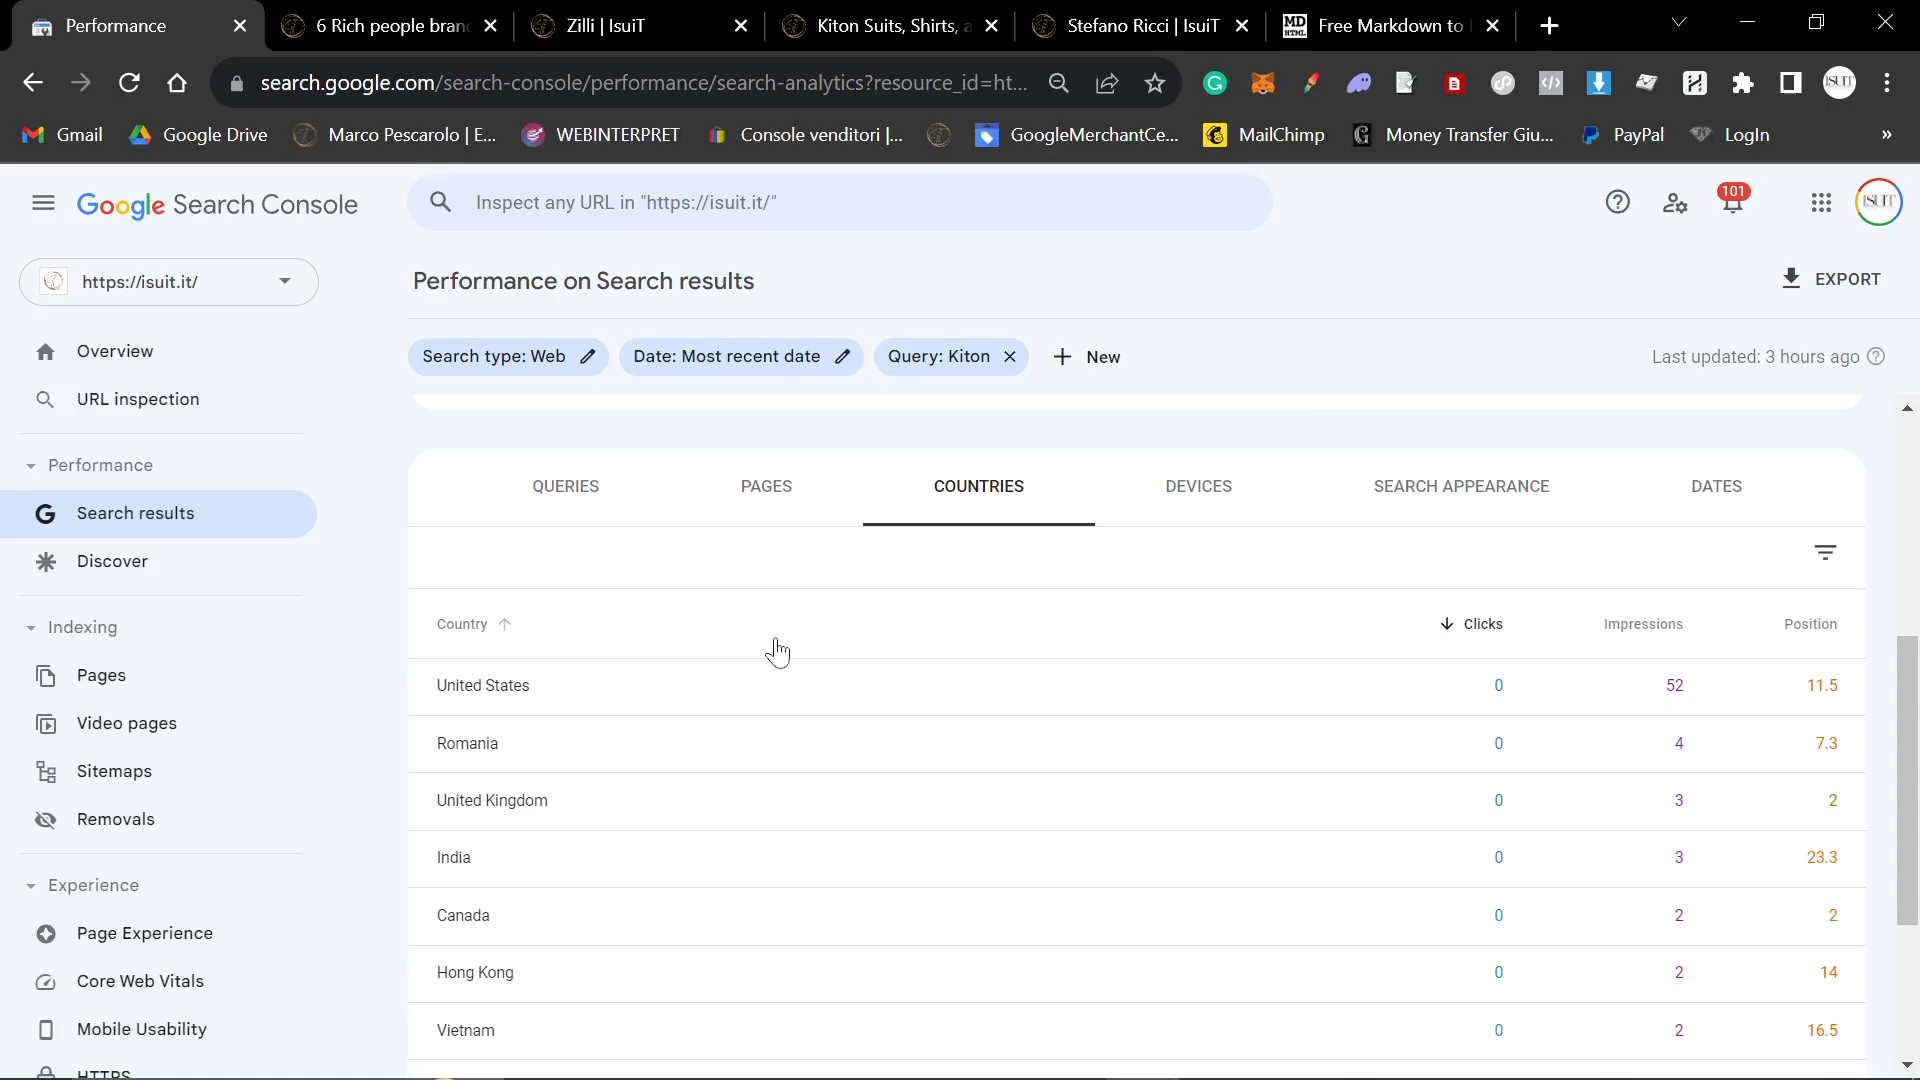 Performance
6 Rich people bran
Zilli | IsuiT
Kiton Suits, Shirts, a
Stefano Ricci | IsuiT
MD HTML
Free Markdown to
search.google.com/search-console/performance/search-analytics?resource_id=ht...
ISUIT
Gmail
Google Drive
Marco Pescarolo | E...
WEBINTERPRET
Console venditori |...
GoogleMerchantCe...
MailChimp
Money Transfer Giu...
PayPal
LogIn
»
Google Search Console
Inspect any URL in "https://isuit.it/"
101
ISUIT
https://isuit.it/
Performance on Search results
EXPORT
Search type: Web
Date: Most recent date
Query: Kiton
New
Last updated: 3 hours ago
Overview
URL inspection
Performance
Search results
Discover
Indexing
Pages
Video pages
Sitemaps
Removals
Experience
Page Experience
Core Web Vitals
Mobile Usability
HTTPS
QUERIES
PAGES
COUNTRIES
DEVICES
SEARCH APPEARANCE
DATES
Country
Clicks
Impressions
Position
United States 0 52 11.5
Romania 0 4 7.3
United Kingdom 0 3 2
India 0 3 23.3
Canada 0 2 2
Hong Kong 0 2 14
Vietnam 0 2 16.5